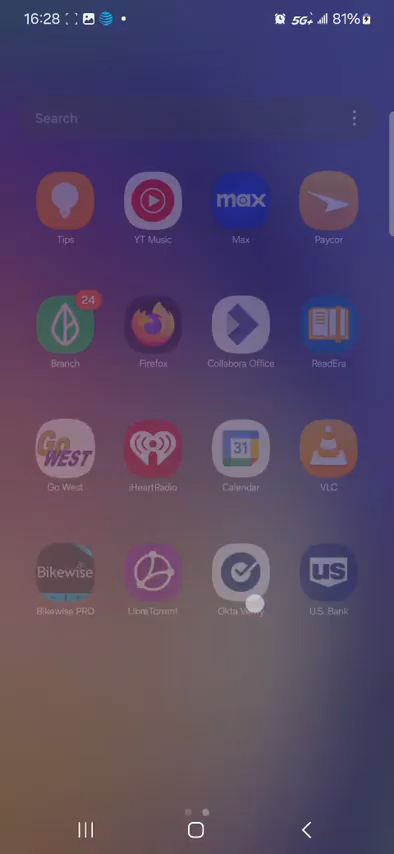 16:28 5G+ 81%
Search
max
Tips YT Music Max Paycor
24
Branch Firefox Collabora Office ReadEra
Go WEST 31
Go West iHeartRadio Calendar VLC
Bikewise us
Bikewise PRO LibreTorrent Okta Verify U.S. Bank